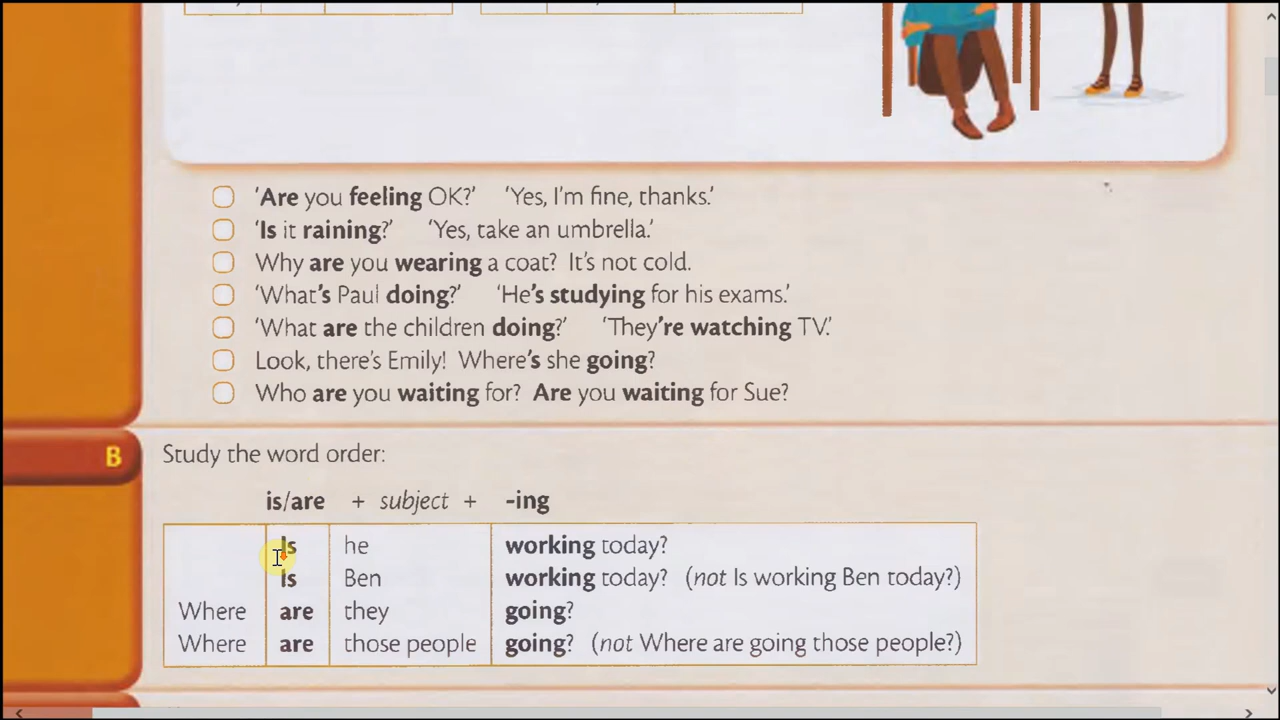 'Are you feeling OK?' 'Yes, I'm fine, thanks.'
'Is it raining?' 'Yes, take an umbrella.'
Why are you wearing a coat? It's not cold.
'What's Paul doing?' 'He's studying for his exams.'
'What are the children doing?' 'They're watching TV.'
Look, there's Emily! Where's she going?
Who are you waiting for? Are you waiting for Sue?
B Study the word order:
is/are + subject + -ing
Is he working today?
Is Ben working today? (not Is working Ben today?)
Where are they going?
Where are those people going? (not Where are going those people?)